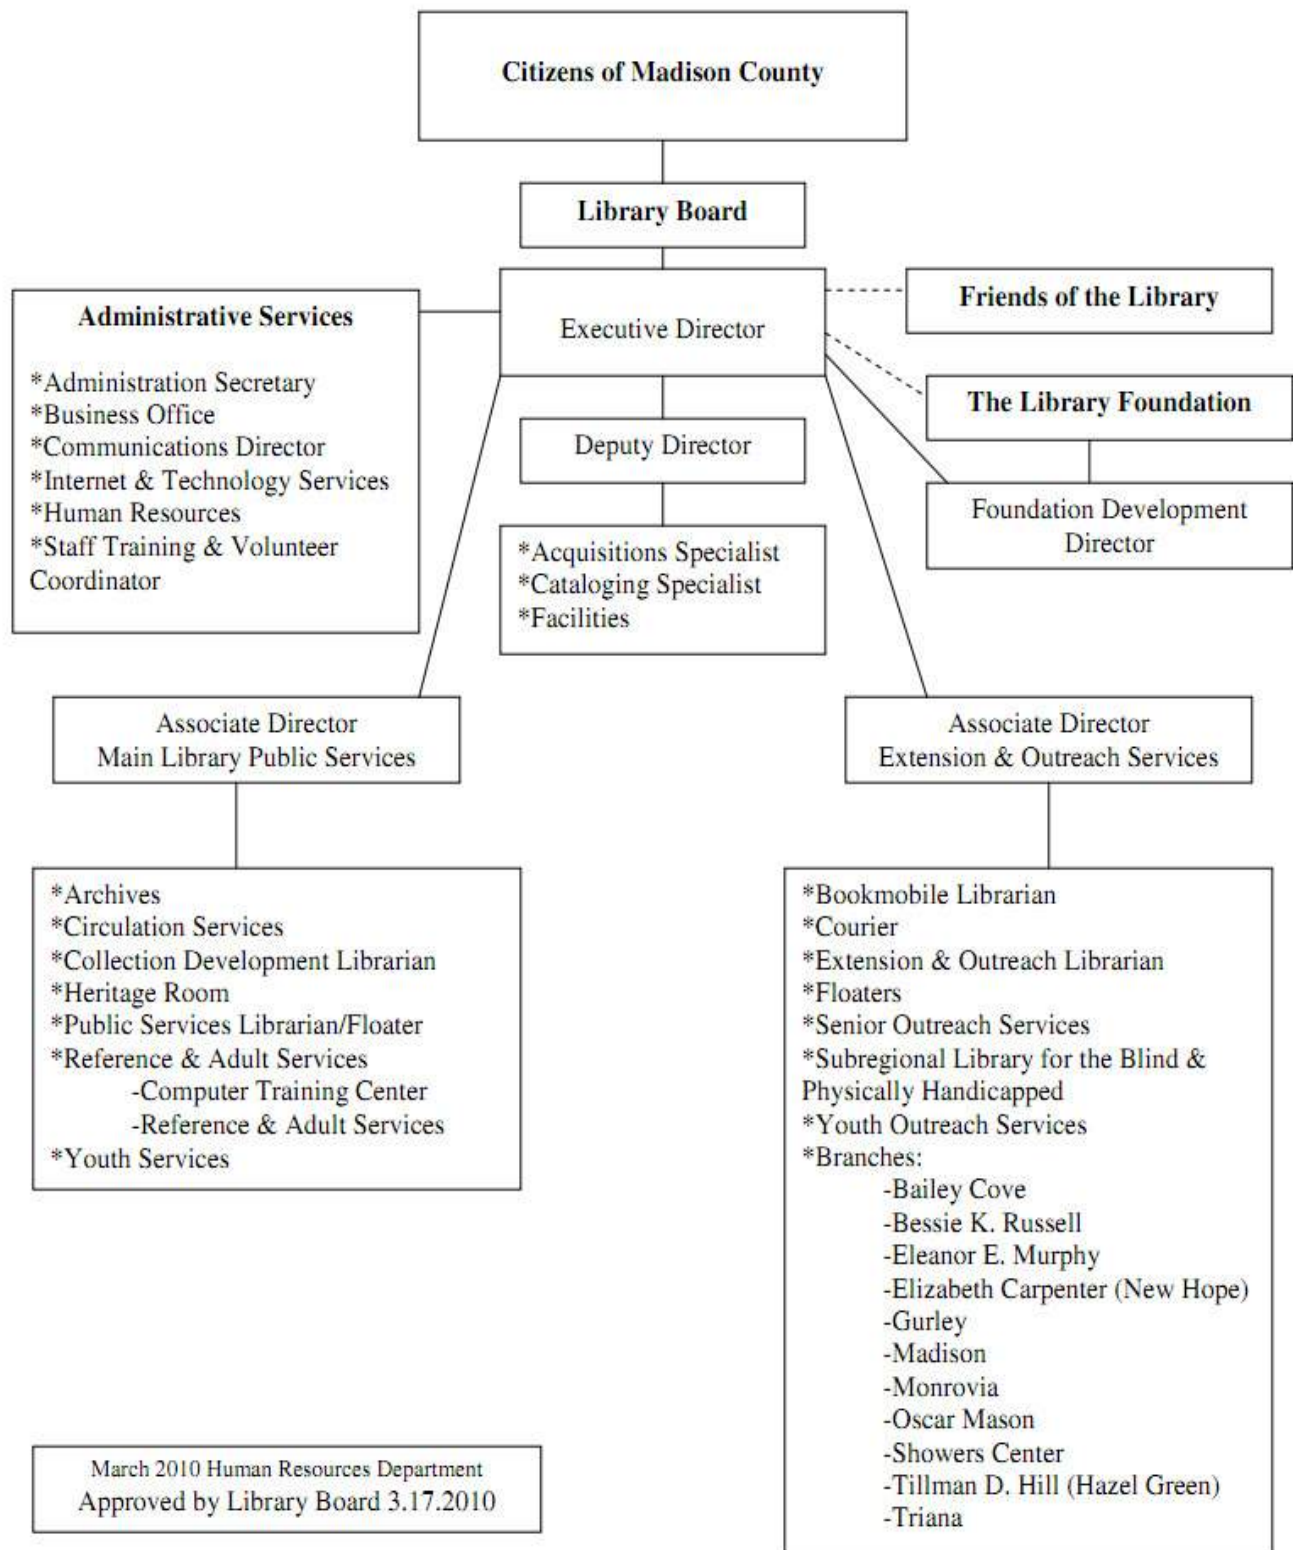 Citizens of Madison County
Library Board
Executive Director
Friends of the Library
The Library Foundation
Foundation Development
Director
Administrative Services
*Administration Secretary
*Business Office
*Communications Director
*Internet & Technology Services
*Human Resources
*Staff Training & Volunteer
Coordinator
Deputy Director
*Acquisitions Specialist
*Cataloging Specialist
*Facilities
Associate Director
Main Library Public Services
*Archives
*Circulation Services
*Collection Development Librarian
*Heritage Room
*Public Services Librarian/Floater
*Reference & Adult Services
-Computer Training Center
-Reference & Adult Services
*Youth Services
Associate Director
Extension & Outreach Services
*Bookmobile Librarian
*Courier
*Extension & Outreach Librarian
*Floaters
*Senior Outreach Services
*Subregional Library for the Blind &
Physically Handicapped
*Youth Outreach Services
*Branches:
-Bailey Cove
-Bessie K. Russell
-Eleanor E. Murphy
-Elizabeth Carpenter (New Hope)
-Gurley
-Madison
-Monrovia
-Oscar Mason
-Showers Center
-Tillman D. Hill (Hazel Green)
-Triana
March 2010 Human Resources Department
Approved by Library Board 3.17.2010